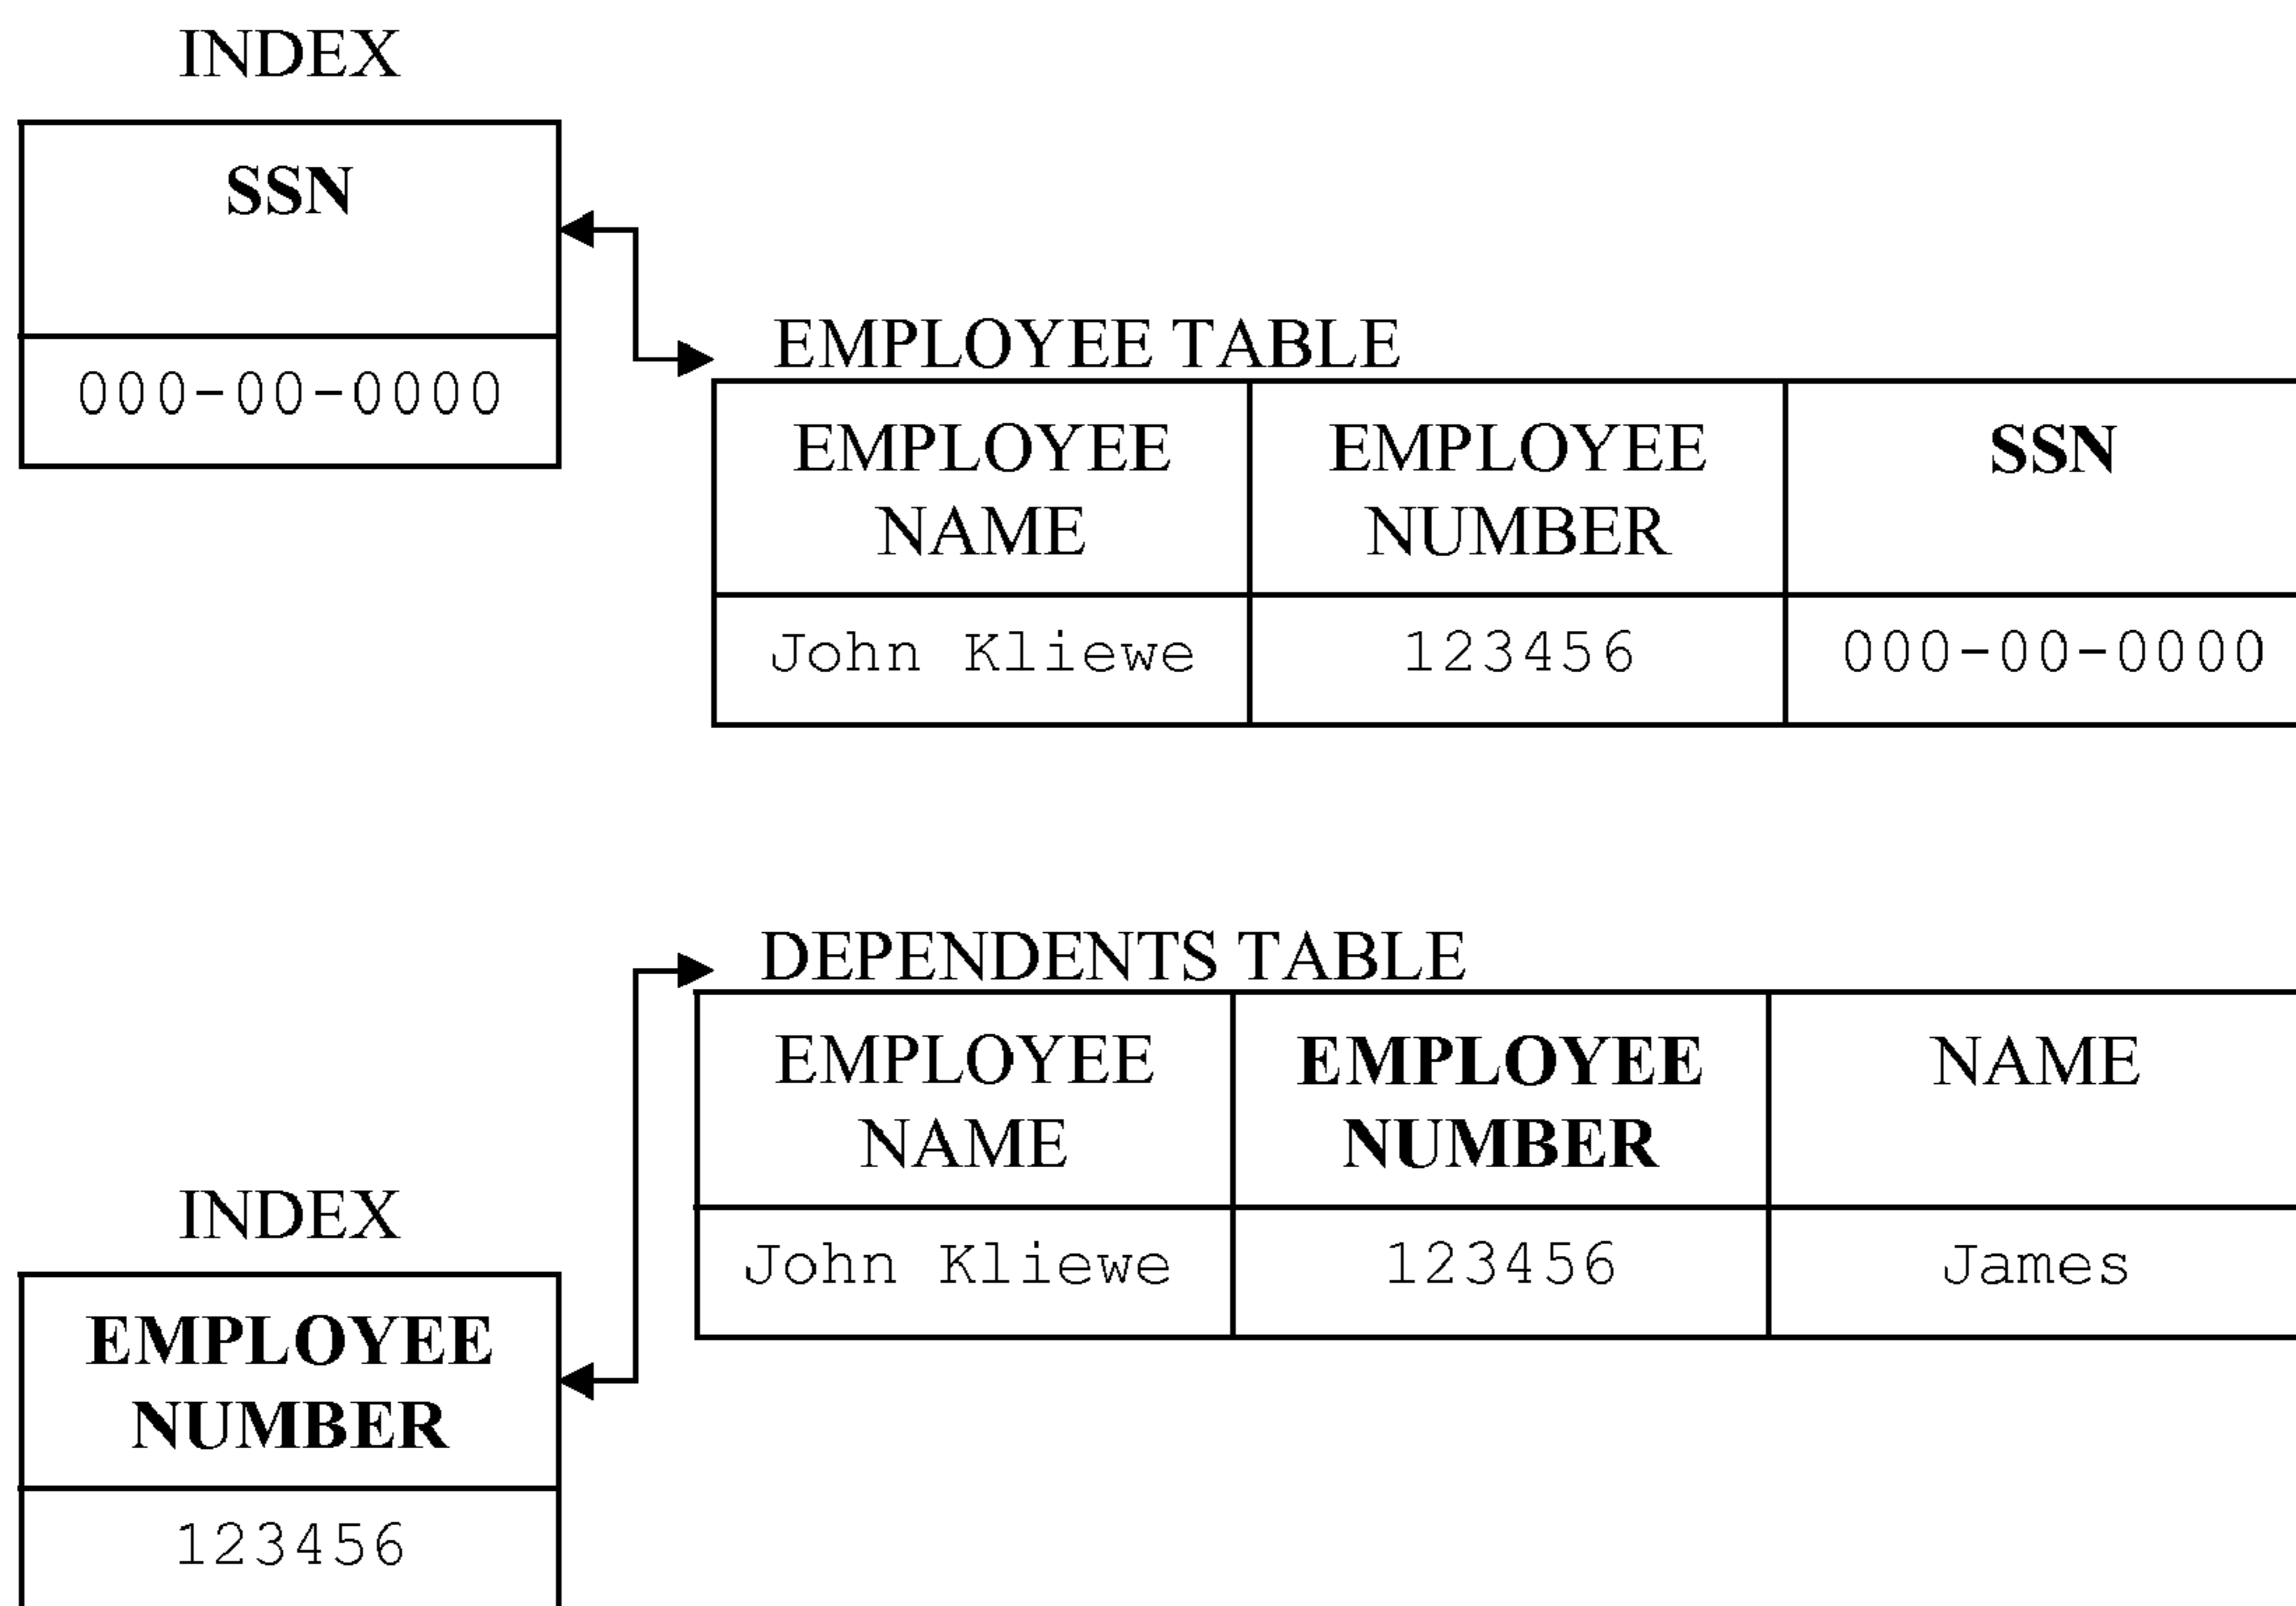 INDEX
SSN
000-00-0000
EMPLOYEE TABLE
EMPLOYEE NAME
EMPLOYEE NUMBER
SSN
John Kliewe
123456
000-00-0000
DEPENDENTS TABLE
EMPLOYEE NAME
EMPLOYEE NUMBER
NAME
John Kliewe
123456
James
INDEX
EMPLOYEE
NUMBER
123456